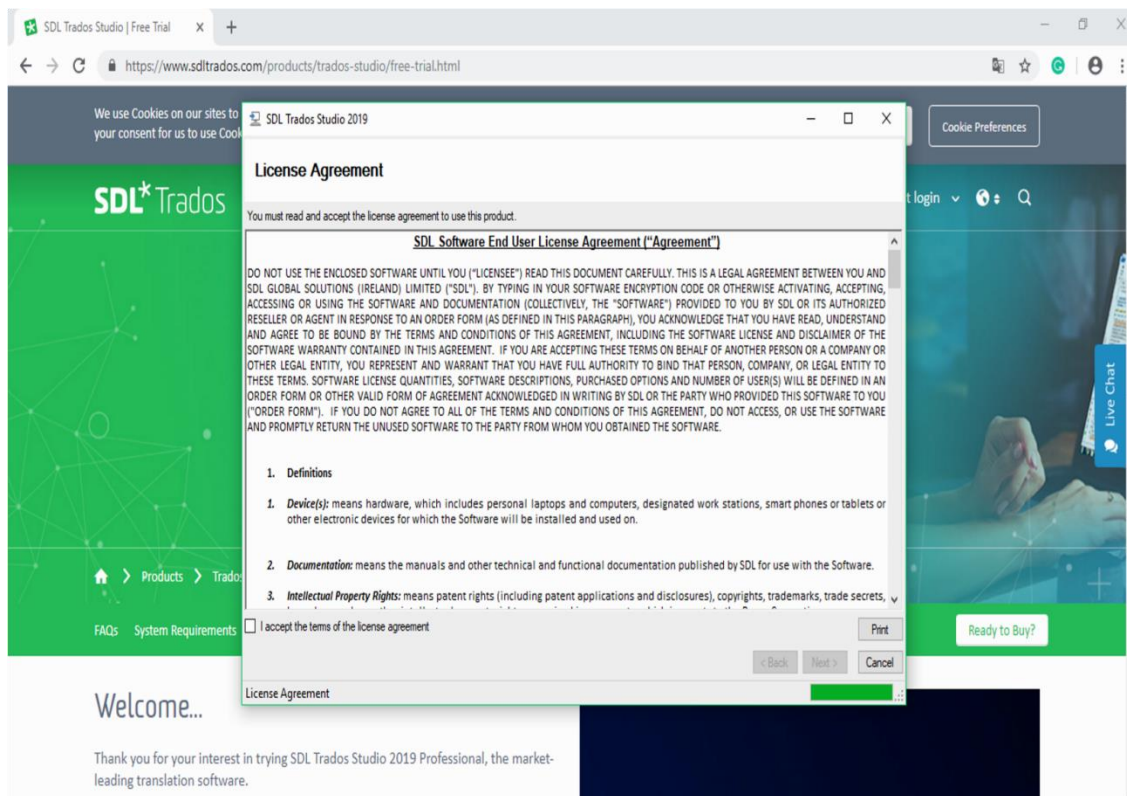 SDL Trados Studio | Free Trial
https://www.sdltrados.com/products/trados-studio/free-trial.html
We use Cookies on our sites to
your consent for us to use Cook
Cookie Preferences
SDL* Trados
t login
SDL Trados Studio 2019
License Agreement
You must read and accept the license agreement to use this product.
SDL Software End User License Agreement (“Agreement”)
DO NOT USE THE ENCLOSED SOFTWARE UNTIL YOU ("LICENSEE") READ THIS DOCUMENT CAREFULLY. THIS IS A LEGAL AGREEMENT BETWEEN YOU AND
SDL GLOBAL SOLUTIONS (IRELAND) LIMITED ("SDL"). BY TYPING IN YOUR SOFTWARE ENCRYPTION CODE OR OTHERWISE ACTIVATING, ACCEPTING,
ACCESSING OR USING THE SOFTWARE AND DOCUMENTATION (COLLECTIVELY, THE "SOFTWARE") PROVIDED TO YOU BY SDL OR ITS AUTHORIZED
RESELLER OR AGENT IN RESPONSE TO AN ORDER FORM (AS DEFINED IN THIS PARAGRAPH), YOU ACKNOWLEDGE THAT YOU HAVE READ, UNDERSTAND
AND AGREE TO BE BOUND BY THE TERMS AND CONDITIONS OF THIS AGREEMENT, INCLUDING THE SOFTWARE LICENSE AND DISCLAIMER OF THE
SOFTWARE WARRANTY CONTAINED IN THIS AGREEMENT. IF YOU ARE ACCEPTING THESE TERMS ON BEHALF OF ANOTHER PERSON OR A COMPANY OR
OTHER LEGAL ENTITY, YOU REPRESENT AND WARRANT THAT YOU HAVE FULL AUTHORITY TO BIND THAT PERSON, COMPANY, OR LEGAL ENTITY TO
THESE TERMS. SOFTWARE LICENSE QUANTITIES, SOFTWARE DESCRIPTIONS, PURCHASED OPTIONS AND NUMBER OF USER(S) WILL BE DEFINED IN AN
ORDER FORM OR OTHER VALID FORM OF AGREEMENT ACKNOWLEDGED IN WRITING BY SDL OR THE PARTY WHO PROVIDED THIS SOFTWARE TO YOU
("ORDER FORM"). IF YOU DO NOT AGREE TO ALL OF THE TERMS AND CONDITIONS OF THIS AGREEMENT, DO NOT ACCESS, OR USE THE SOFTWARE
AND PROMPTLY RETURN THE UNUSED SOFTWARE TO THE PARTY FROM WHOM YOU OBTAINED THE SOFTWARE.
1. Definitions
1. Device(s): means hardware, which includes personal laptops and computers, designated work stations, smart phones or tablets or
other electronic devices for which the Software will be installed and used on.
2. Documentation: means the manuals and other technical and functional documentation published by SDL for use with the Software.
3. Intellectual Property Rights: means patent rights (including patent applications and disclosures), copyrights, trademarks, trade secrets,
I accept the terms of the license agreement
Print
< Back
Next >
Cancel
License Agreement
Live Chat
Products
Trados
FAQs
System Requirements
Ready to Buy?
Welcome...
Thank you for your interest in trying SDL Trados Studio 2019 Professional, the market-
leading translation software.